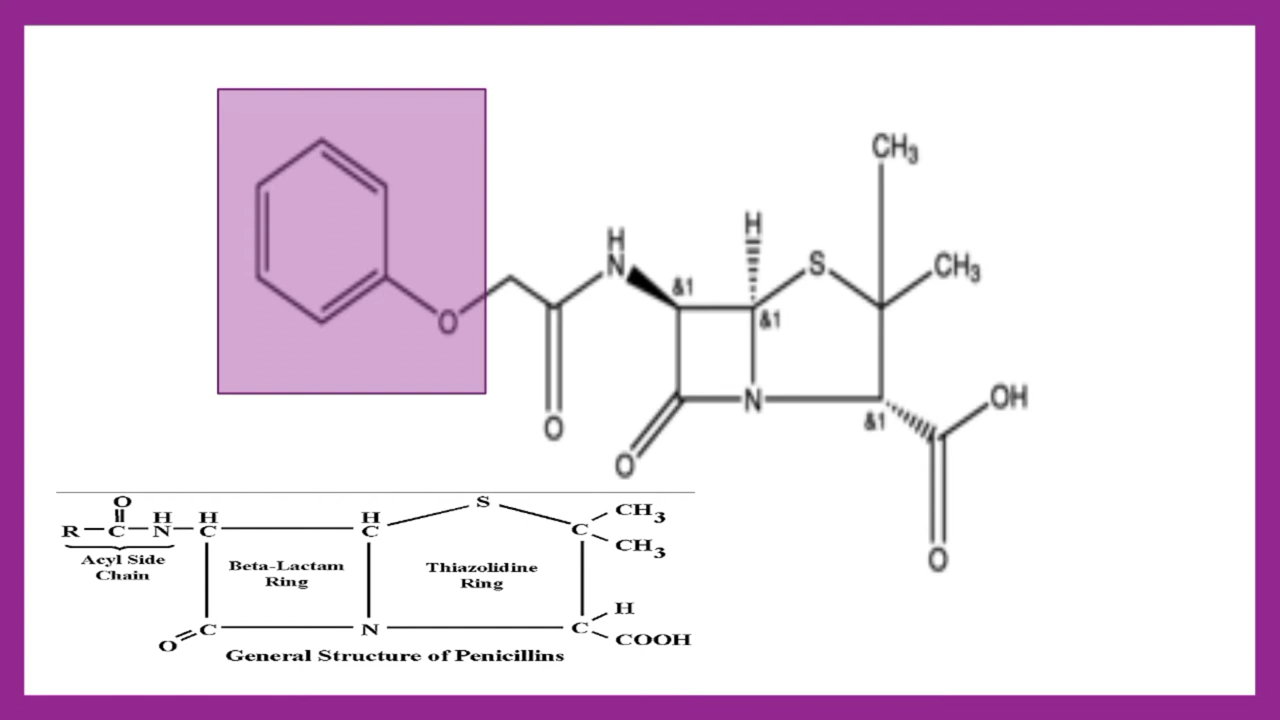 CH₃
H
H
N
&1
S
CH₃
&1
O
N
OH
&1
O
O
O
O
S
CH₃
R C N C C C
H H H
CH₃
Acyl Side
Chain
Beta-Lactam
Ring
Thiazolidine
Ring
H
O C N C
COOH
General Structure of Penicillins